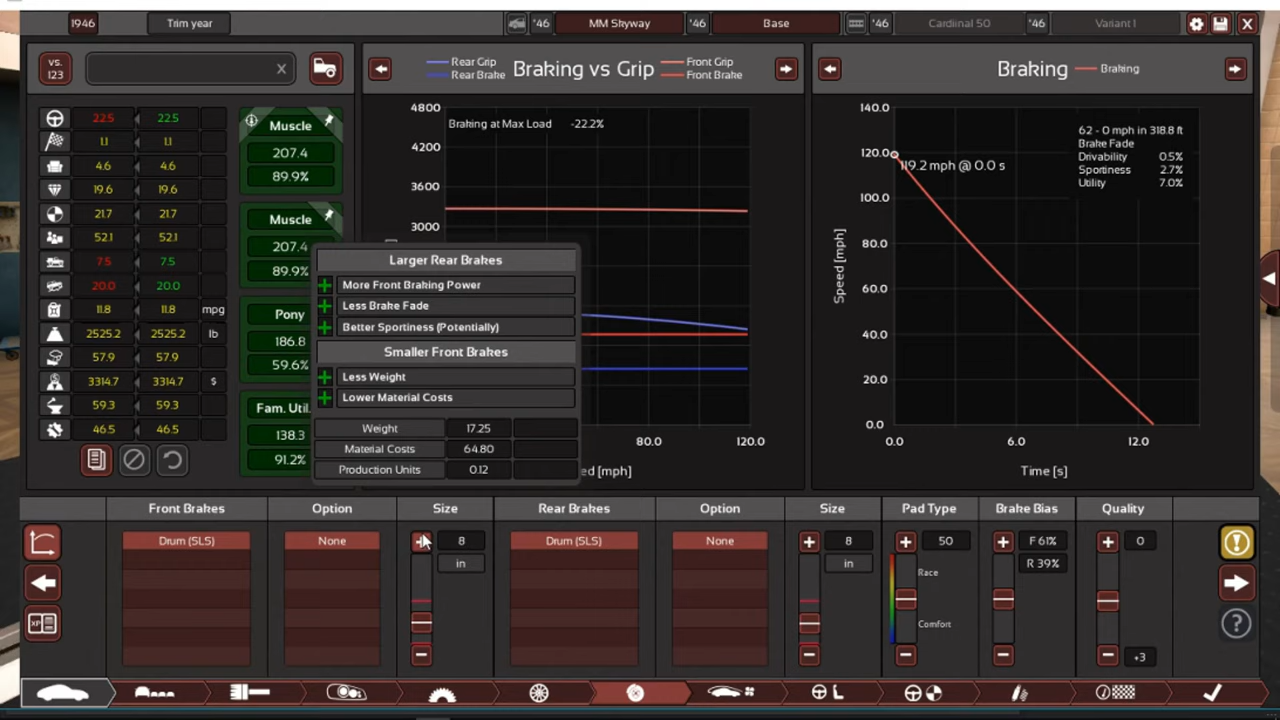 1946
Trim year
'46
MM Skyway
'46
Base
'46
Cardinal 50
'46
Variant 1
vs.
123
X
22.5 22.5
1.1 1.1
4.6 4.6
19.6 19.6
21.7 21.7
52.1 52.1
7.5 7.5
20.0 20.0
11.8 11.8 mpg
2525.2 2525.2 lb
57.9 57.9
3314.7 3314.7 $
59.3 59.3
46.5 46.5
Muscle
207.4
89.9%
Muscle
207.4
89.9%
Pony
186.8
59.6%
Fam. Util.
138.3
91.2%
Rear Grip
Rear Brake
Braking vs Grip
Front Grip
Front Brake
Braking at Max Load -22.2%
4800
4200
3600
3000
80.0
120.0
ed [mph]
Larger Rear Brakes
More Front Braking Power
Less Brake Fade
Better Sportiness (Potentially)
Smaller Front Brakes
Less Weight
Lower Material Costs
Weight 17.25
Material Costs 64.80
Production Units 0.12
Braking
Braking
140.0
120.0
100.0
80.0
60.0
40.0
20.0
0.0
Speed [mph]
119.2 mph @ 0.0 s
62 - 0 mph in 318.8 ft
Brake Fade
Drivability 0.5%
Sportiness 2.7%
Utility 7.0%
0.0
6.0
12.0
Time [s]
Front Brakes
Option
Size
Rear Brakes
Option
Size
Pad Type
Brake Bias
Quality
Drum (SLS)
None
8
in
Drum (SLS)
None
8
in
50
Race
Comfort
F 61%
R 39%
0
+3
XP